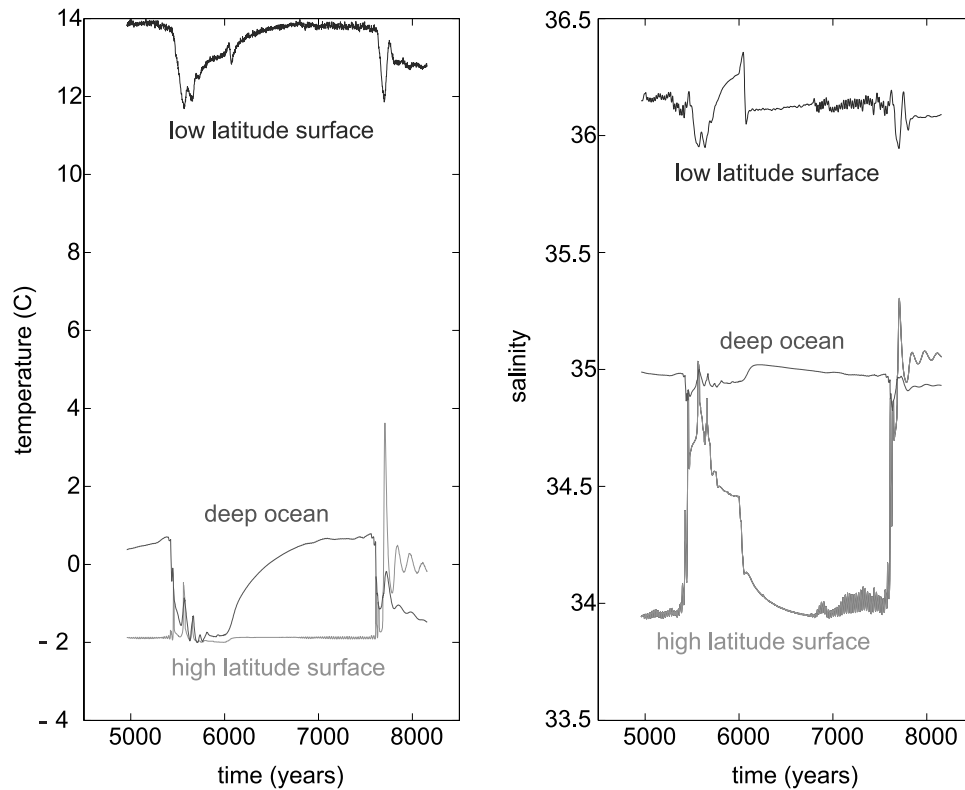 14
12
10
8
6
4
2
0
- 2
- 4
temperature (C)
low latitude surface
deep ocean
high latitude surface
5000 6000 7000 8000
time (years)
36.5
36
35.5
35
34.5
34
33.5
salinity
low latitude surface
deep ocean
high latitude surface
5000 6000 7000 8000
time (years)